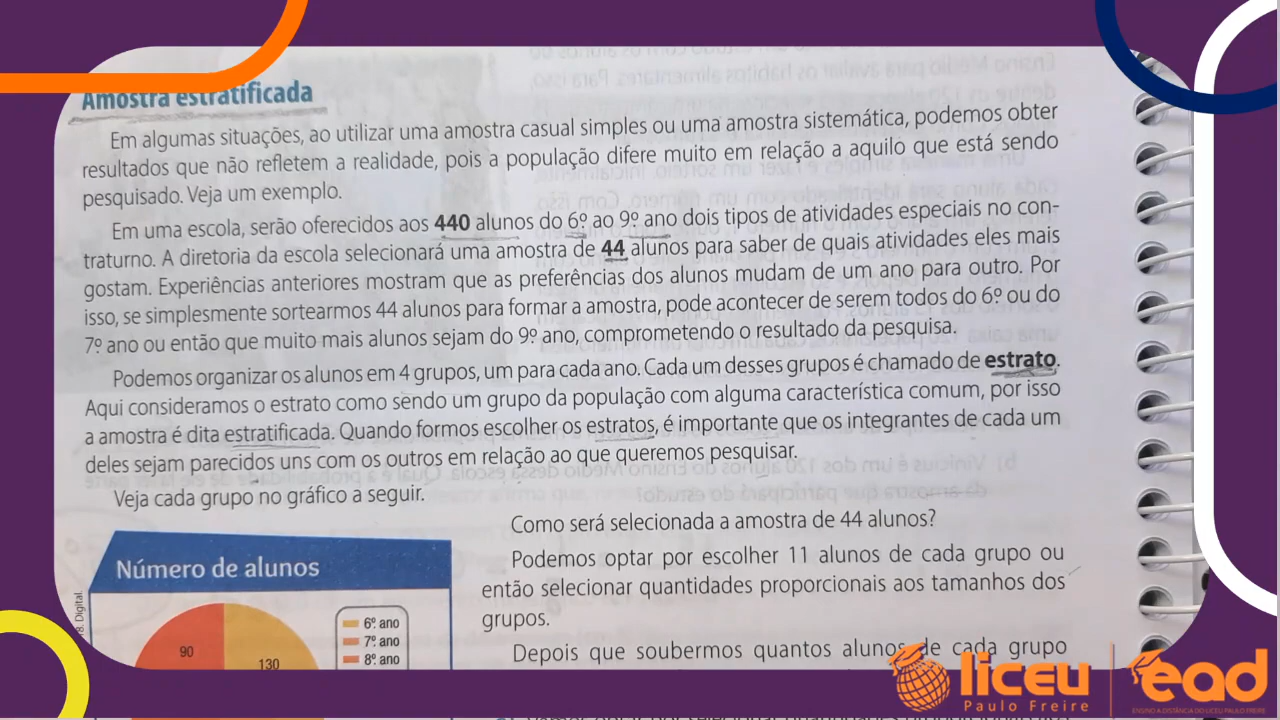 Amostra estratificada
Em algumas situações, ao utilizar uma amostra casual simples ou uma amostra sistemática, podemos obter
resultados que não refletem a realidade, pois a população difere muito em relação a aquilo que está sendo
pesquisado. Veja um exemplo.
Em uma escola, serão oferecidos aos 440 alunos do 6º ao 9º ano dois tipos de atividades especiais no con-
traturno. A diretoria da escola selecionará uma amostra de 44 alunos para saber de quais atividades eles mais
gostam. Experiências anteriores mostram que as preferências dos alunos mudam de um ano para outro. Por
isso, se simplesmente sortearmos 44 alunos para formar a amostra, pode acontecer de serem todos do 6º ou do
7º ano ou então que muito mais alunos sejam do 9º ano, comprometendo o resultado da pesquisa.
Podemos organizar os alunos em 4 grupos, um para cada ano. Cada um desses grupos é chamado de estrato.
Aqui consideramos o estrato como sendo um grupo da população com alguma característica comum, por isso
a amostra é dita estratificada. Quando formos escolher os estratos, é importante que os integrantes de cada um
deles sejam parecidos uns com os outros em relação ao que queremos pesquisar.
Veja cada grupo no gráfico a seguir.
Número de alunos
8. Digital.
90
130
6º ano
7º ano
8º ano
Como será selecionada a amostra de 44 alunos?
Podemos optar por escolher 11 alunos de cada grupo ou
então selecionar quantidades proporcionais aos tamanhos dos
grupos.
Depois que soubermos quantos alunos de cada grupo
liceu
Paulo Freire
ead
ENSINO A DISTÂNCIA DO LICEU PAULO FREIRE